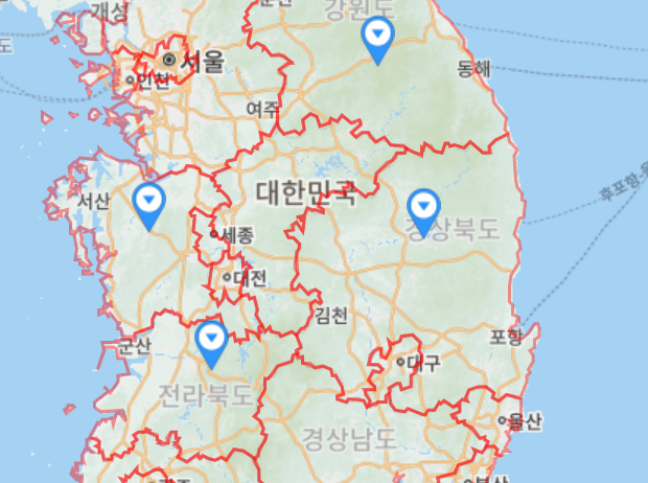 개성
강원도
서울
인천
동해
여주
서산
대한민국
세종
경상북도
후포항
대전
김천
군산
포항
대구
전라북도
울산
경상남도
부산